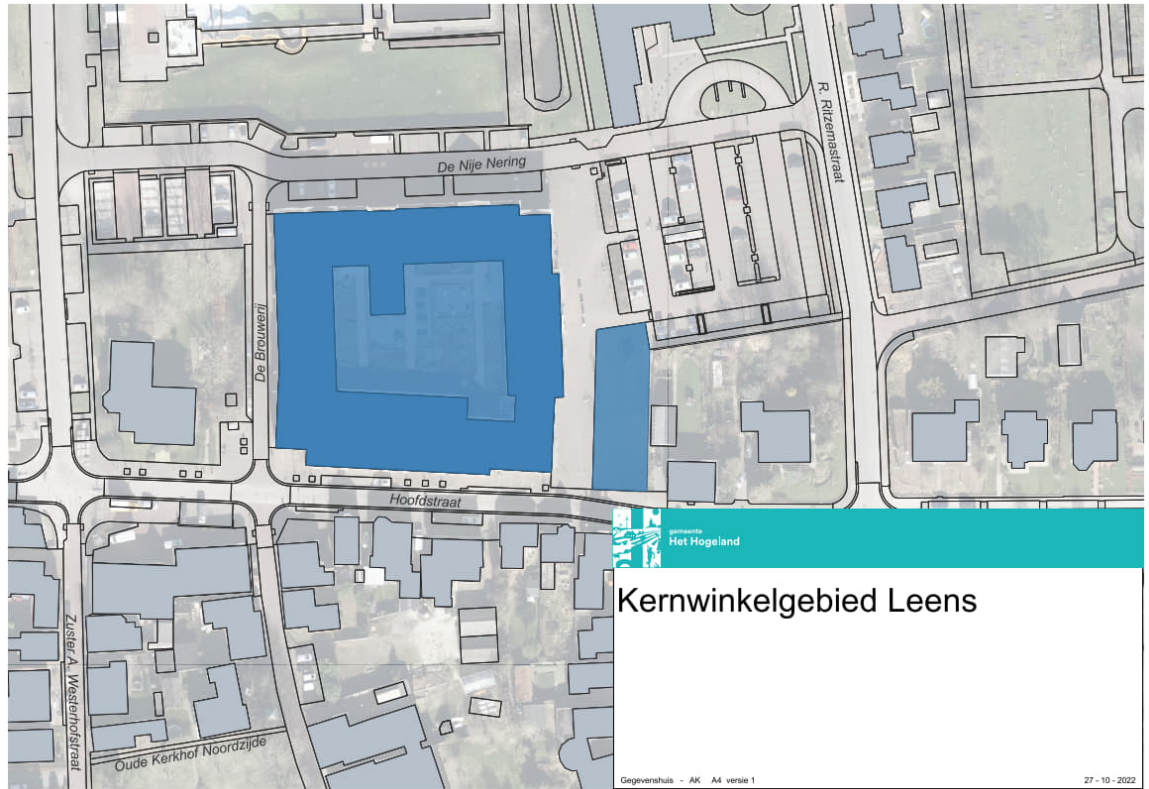 R. Ritzemastraat
De Nije Nering
De Brouwerij
Hoofdstraat
gemeente
Het Hogeland
Kernwinkelgebied Leens
Zuster A. Westerhofstraat
Oude Kerkhof Noordzijde
Gegevenshuis - AK A4 versie 1
27 - 10 - 2022